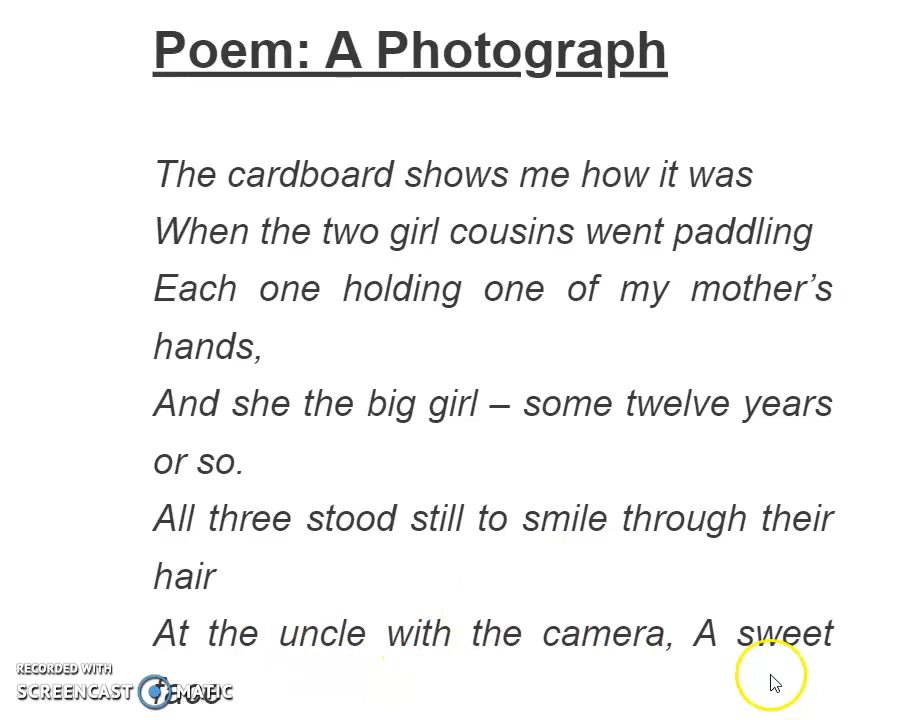 Poem: A Photograph
The cardboard shows me how it was
When the two girl cousins went paddling
Each one holding one of my mother’s
hands,
And she the big girl – some twelve years
or so.
All three stood still to smile through their
hair
At the uncle with the camera, A sweet
face
RECORDED WITH
SCREENCAST MATIC